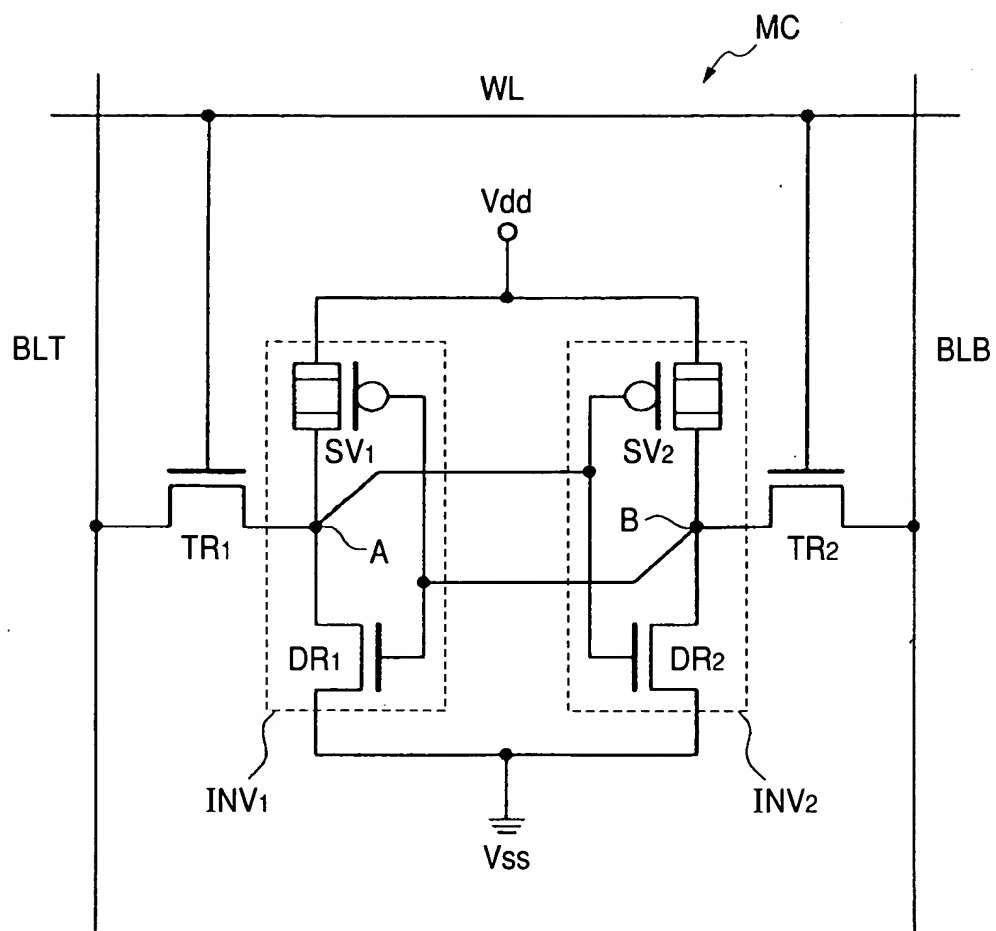 MC
WL
Vdd
BLT
BLB
SV1
SV2
TR1
A
B
TR2
DR1
DR2
INV1
INV2
Vss